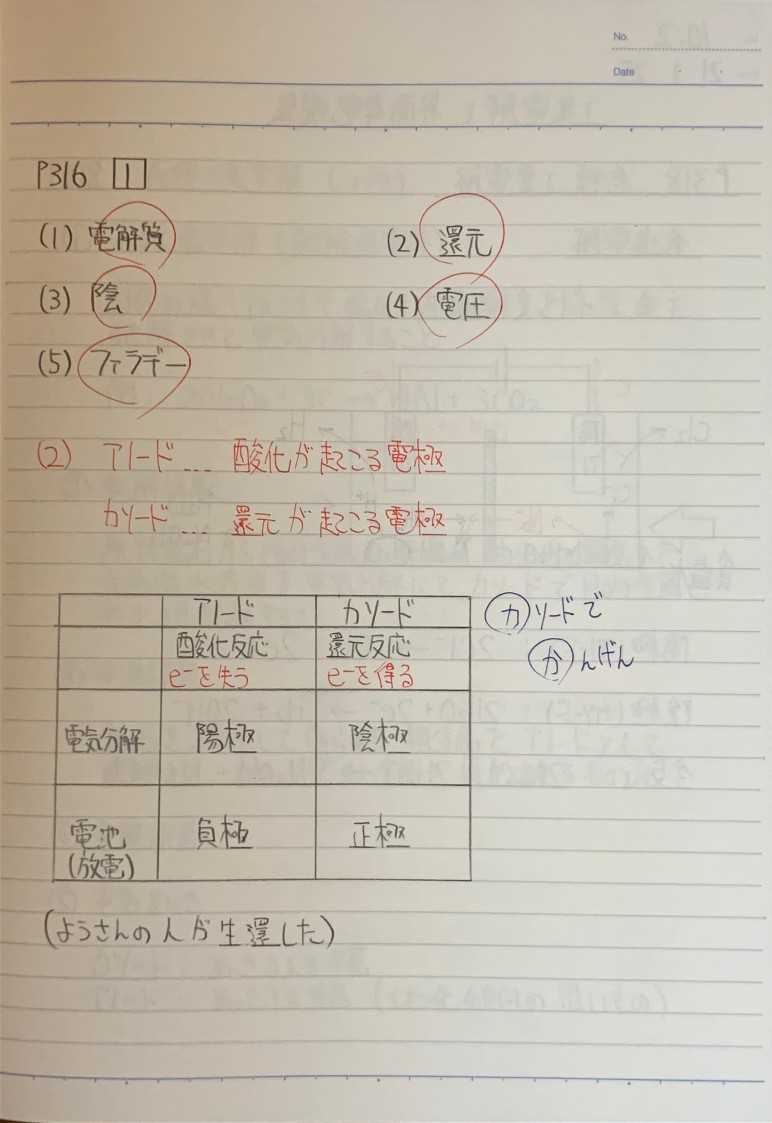 No.
Date
P316 1
(1) 電解質 (2) 還元
(3) 陰 (4) 電圧
(5) ファラデー
(2) アノード… 酸化が起こる電極
カソード… 還元が起こる電極
アノード カソード
酸化反応 還元反応
e⁻を失う e⁻を得る
電気分解 陽極 陰極
電池 負極 正極
(放電)
カソードで
かんげん
(ようさんの人が生還した)